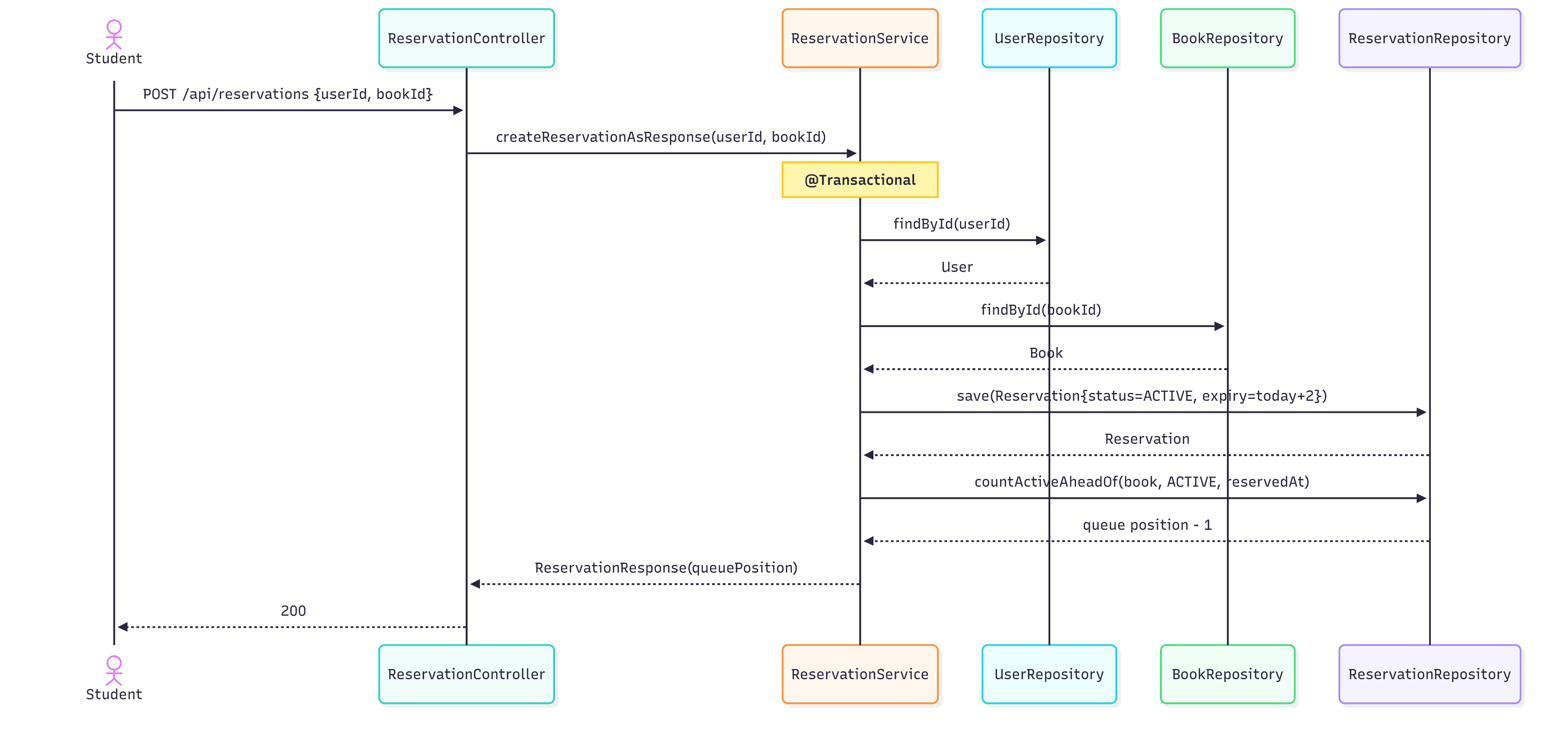 Student
ReservationController
ReservationService
UserRepository
BookRepository
ReservationRepository
POST /api/reservations {userId, bookId}
createReservationAsResponse(userId, bookId)
@Transactional
findById(userId)
User
findById(bookId)
Book
save(Reservation{status=ACTIVE, expiry=today+2})
Reservation
countActiveAheadOf(book, ACTIVE, reservedAt)
queue position - 1
ReservationResponse(queuePosition)
200
Student
ReservationController
ReservationService
UserRepository
BookRepository
ReservationRepository